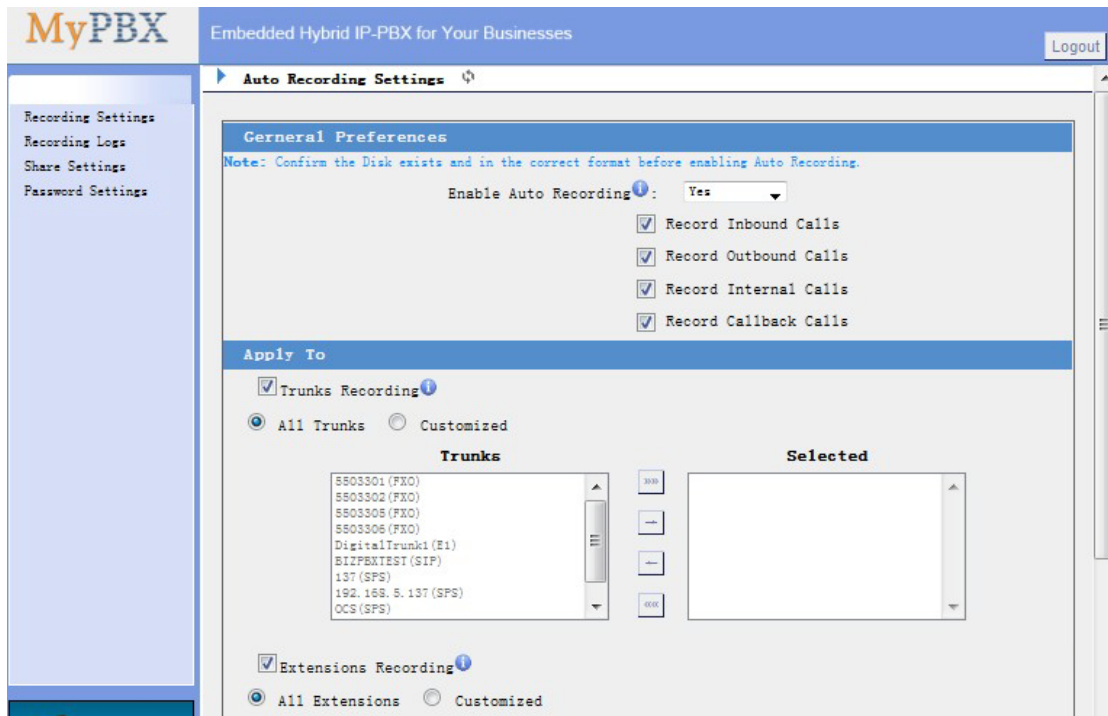 MyPBX
Embedded Hybrid IP-PBX for Your Businesses
Logout
Auto Recording Settings
Recording Settings
Recording Logs
Share Settings
Password Settings
Gerneral Preferences
Note: Confirm the Disk exists and in the correct format before enabling Auto Recording.
Enable Auto Recording i : Yes
Record Inbound Calls
Record Outbound Calls
Record Internal Calls
Record Callback Calls
Apply To
Trunks Recording i
All Trunks Customized
Trunks Selected
5503301(FXO)
5503302(FXO)
5503305(FXO)
5503306(FXO)
DigitalTrunk1(E1)
BIZPBXTEST(SIP)
137(SPS)
192.168.5.137(SPS)
OCS(SPS)
Extensions Recording i
All Extensions Customized